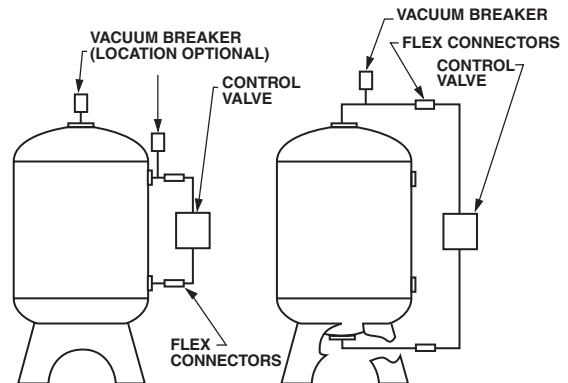 VACUUM BREAKER
(LOCATION OPTIONAL)
CONTROL
VALVE
FLEX
CONNECTORS
VACUUM BREAKER
FLEX CONNECTORS
CONTROL
VALVE